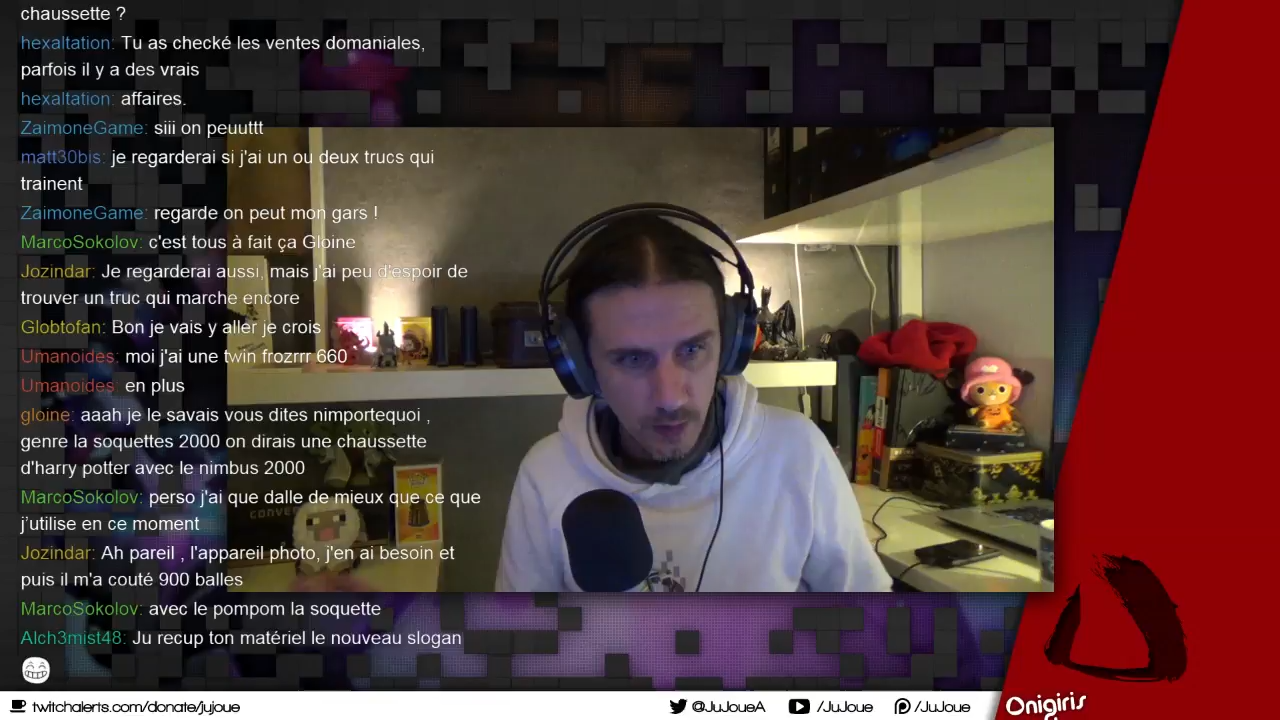 chaussette ?
hexaltation: Tu as checké les ventes domaniales,
parfois il y a des vrais
hexaltation: affaires.
ZaimoneGame: siii on peuuttt
matt30bis: je regarderai si j'ai un ou deux trucs qui
trainent
ZaimoneGame: regarde on peut mon gars !
MarcoSokolov: c'est tous à fait ça Gloine
Jozindar: Je regarderai aussi, mais j'ai peu d'espoir de
trouver un truc qui marche encore
Globtofan: Bon je vais y aller je crois
Umanoides: moi j'ai une twin frozrrr 660
Umanoides: en plus
gloine: aaah je le savais vous dites nimportequoi ,
genre la soquettes 2000 on dirais une chaussette
d'harry potter avec le nimbus 2000
MarcoSokolov: perso j'ai que dalle de mieux que ce que
j'utilise en ce moment
Jozindar: Ah pareil , l'appareil photo, j'en ai besoin et
puis il m'a couté 900 balles
MarcoSokolov: avec le pompom la soquette
Alch3mist48: Ju recup ton matériel le nouveau slogan
twitchalerts.com/donate/jujoue
@JuJoueA
/JuJoue
/JuJoue
Onigiris